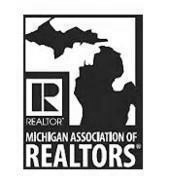 R
REALTOR®
MICHIGAN ASSOCIATION OF
REALTORS®